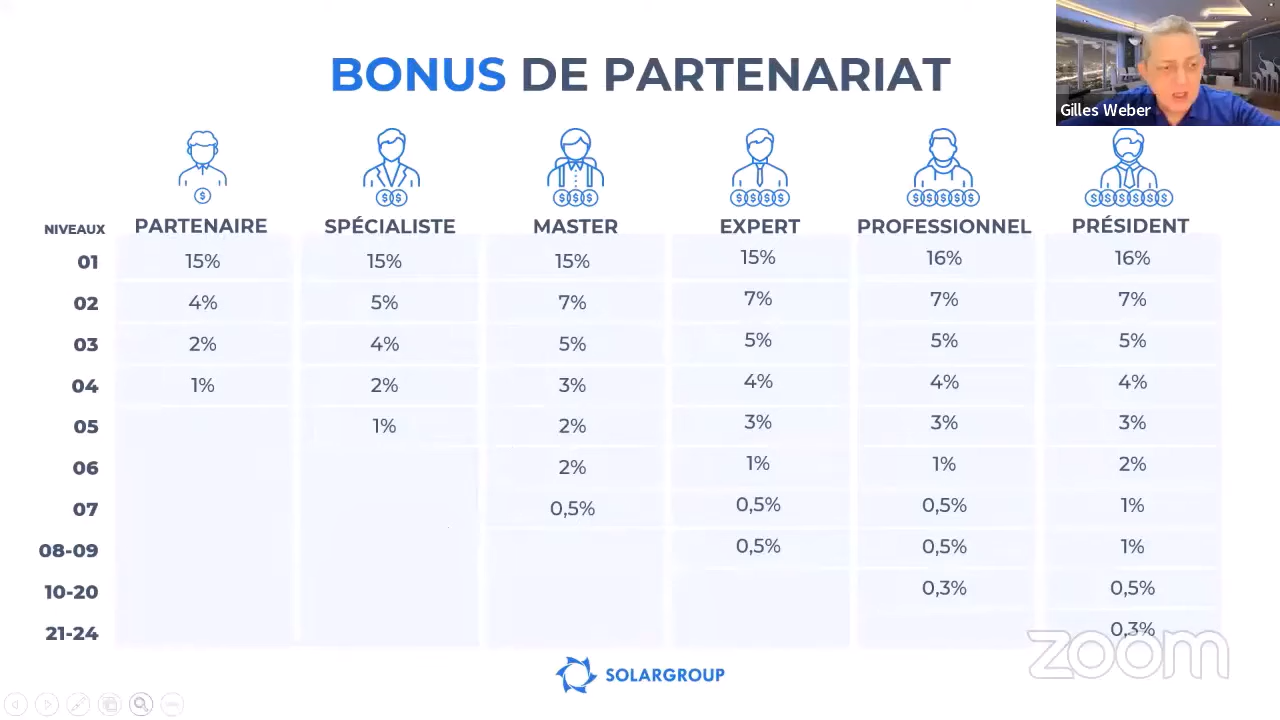 BONUS DE PARTENARIAT
Gilles Weber
NIVEAUX PARTENAIRE SPÉCIALISTE MASTER EXPERT PROFESSIONNEL PRÉSIDENT
01 15% 15% 15% 15% 16% 16%
02 4% 5% 7% 7% 7% 7%
03 2% 4% 5% 5% 5% 5%
04 1% 2% 3% 4% 4% 4%
05 1% 2% 3% 3% 3%
06 2% 1% 1% 2%
07 0,5% 0,5% 0,5% 1%
08-09 0,5% 0,5% 1%
10-20 0,3% 0,5%
21-24 0,3%
zoom
SOLARGROUP